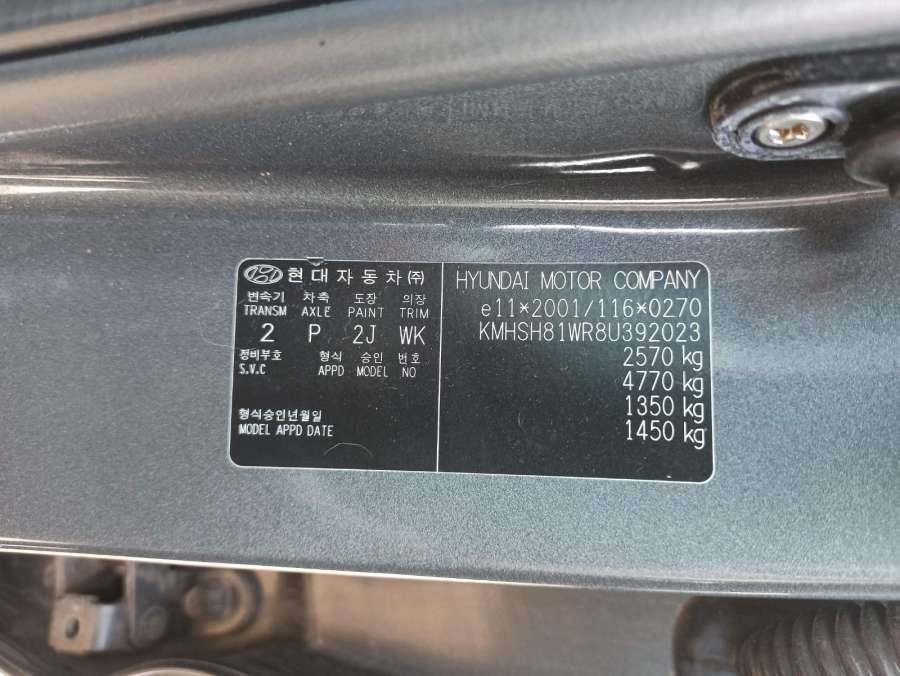 현대자동차(주)
변속기 차축 도장 의장
TRANSM AXLE PAINT TRIM
2 P 2J WK
정비부호 형식 승인 번호
S.V.C APPD MODEL NO
형식승인년월일
MODEL APPD DATE
HYUNDAI MOTOR COMPANY
e11*2001/116*0270
KMHSH81WR8U392023
2570 kg
4770 kg
1350 kg
1450 kg